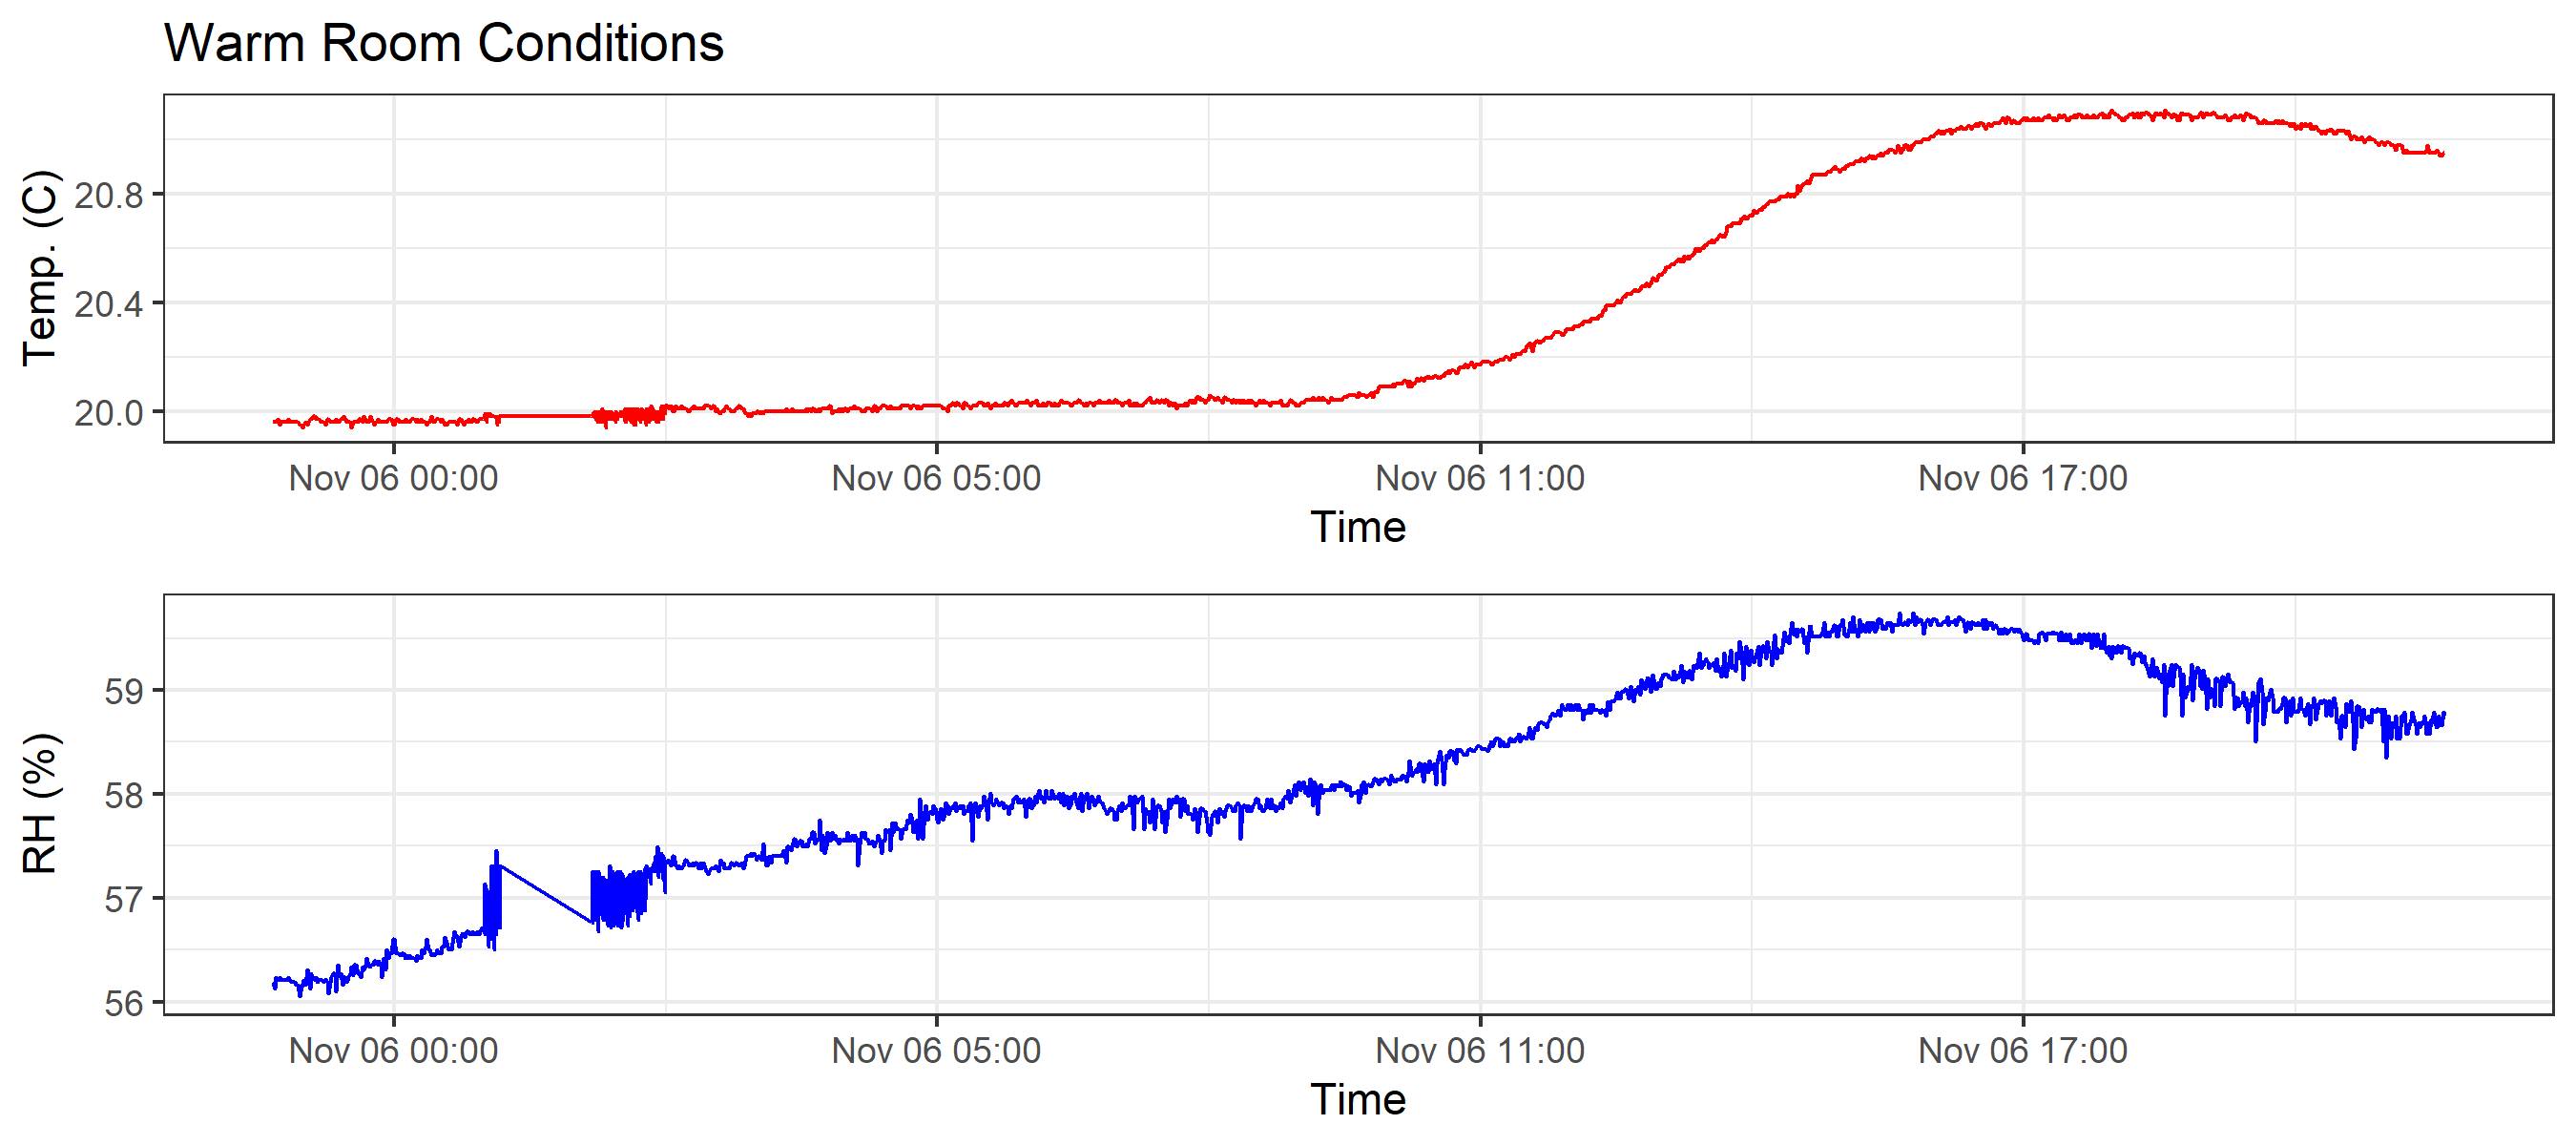 Warm Room Conditions
Temp. (C)
20.8
20.4
20.0
Nov 06 00:00 Nov 06 05:00 Nov 06 11:00 Nov 06 17:00
Time
RH (%)
59
58
57
56
Nov 06 00:00 Nov 06 05:00 Nov 06 11:00 Nov 06 17:00
Time